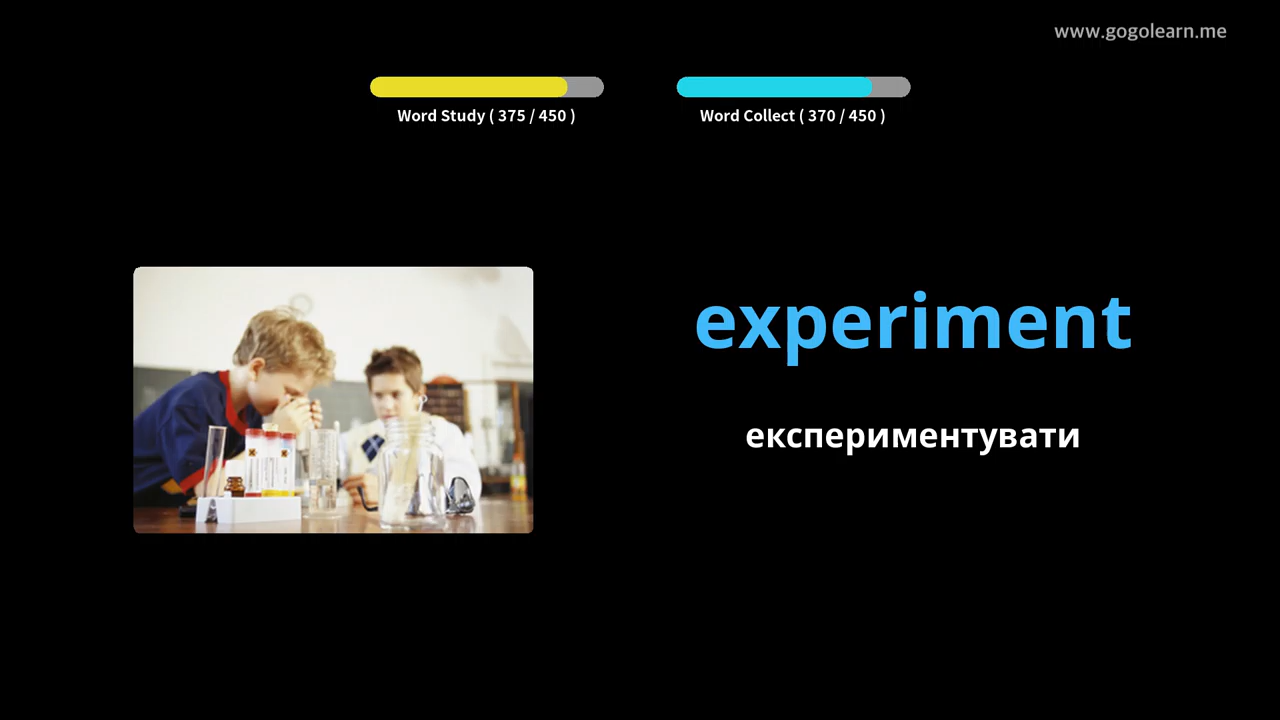 www.gogolearn.me
Word Study ( 375 / 450 )
Word Collect ( 370 / 450 )
experiment
експериментувати